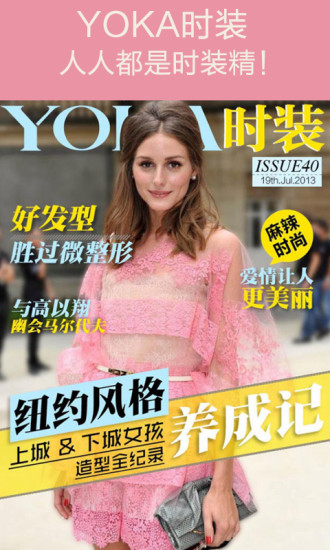 YOKA时装
人人都是时装精！
YOKA时装
ISSUE40
19th.Jul.2013
好发型
胜过微整形
麻辣
时尚
爱情让人
更美丽
与高以翔
幽会马尔代夫
纽约风格
养成记
上城 & 下城女孩
造型全纪录